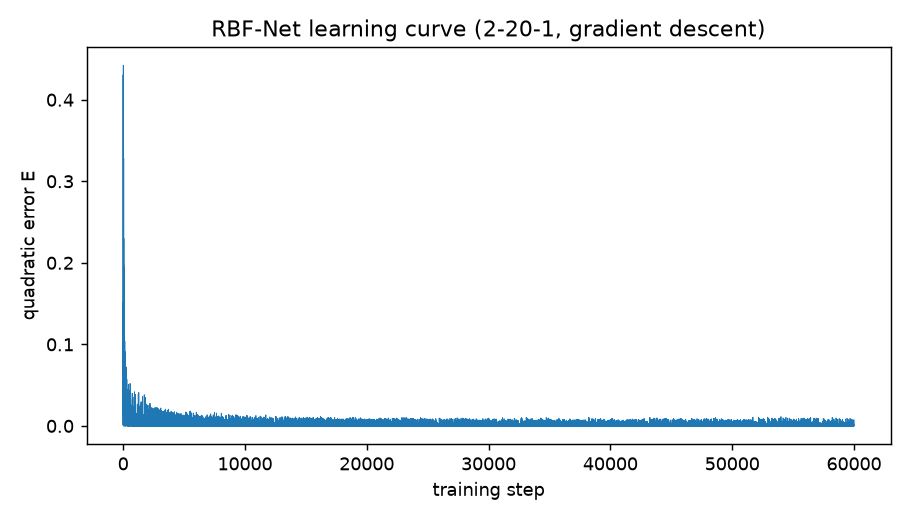 RBF-Net learning curve (2-20-1, gradient descent)
quadratic error E
0.4
0.3
0.2
0.1
0.0
0 10000 20000 30000 40000 50000 60000
training step